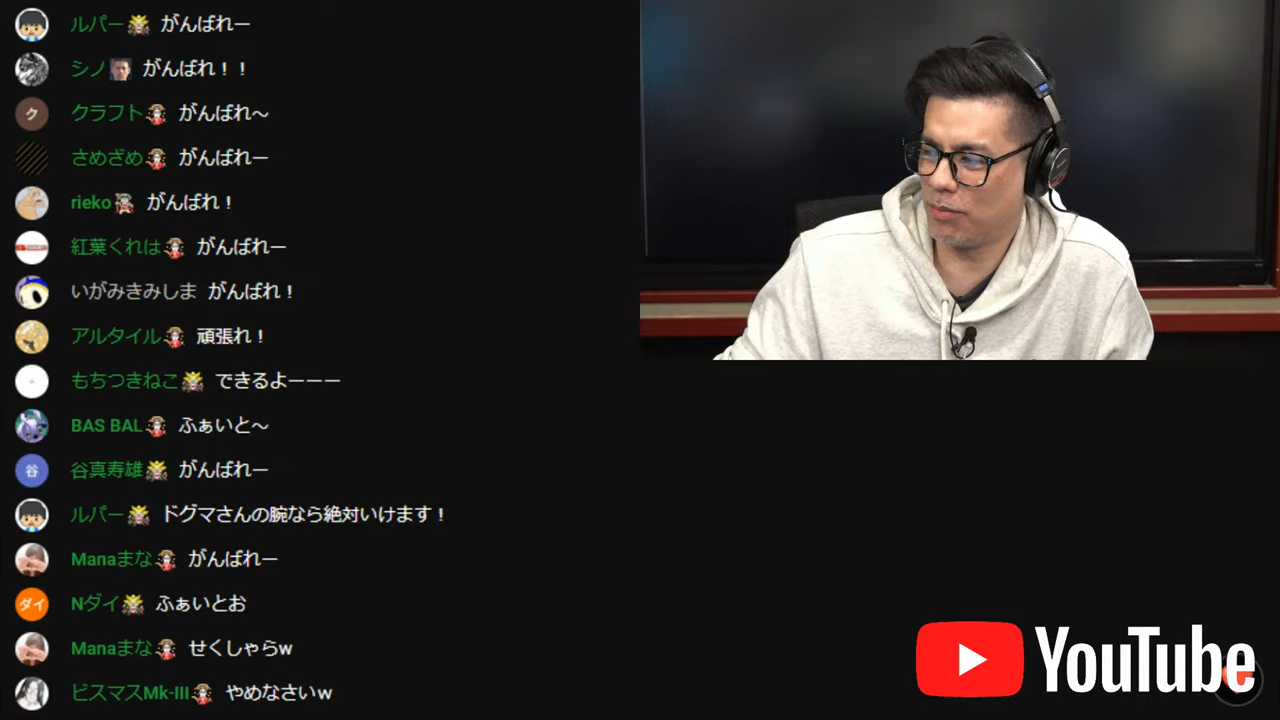 ルパー がんばれー
シノ がんばれ！！
ク クラフト がんばれ～
さめざめ がんばれー
rieko がんばれ！
紅葉くれは がんばれー
いがみきみしま がんばれ！
アルタイル 頑張れ！
もちつきねこ できるよーーー
BAS BAL ふぁいと～
谷 谷真寿雄 がんばれー
ルパー ドグマさんの腕なら絶対いけます！
Manaまな がんばれー
ダイ Nダイ ふぁいとお
Manaまな せくしゃらw
ビスマスMk-III やめなさいw
YouTube